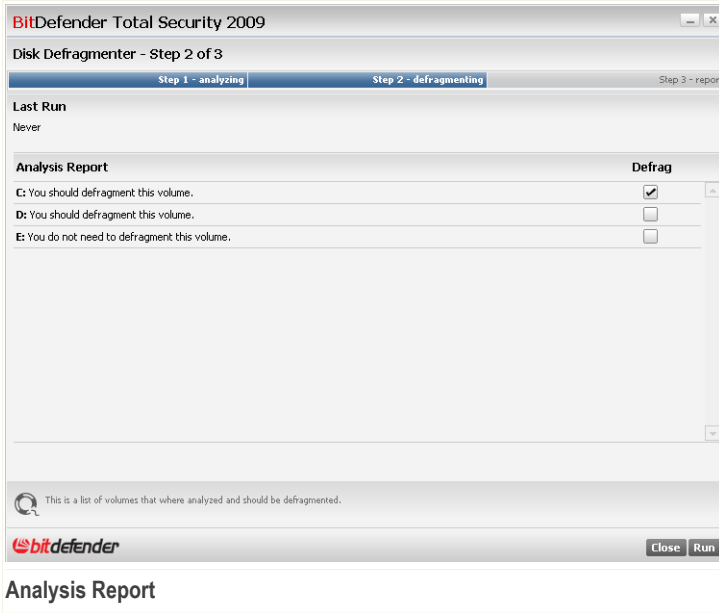 BitDefender Total Security 2009
Disk Defragmenter - Step 2 of 3
Step 1 - analyzing
Step 2 - defragmenting
Step 3 - repor
Last Run
Never
Analysis Report Defrag
C: You should defragment this volume.
D: You should defragment this volume.
E: You do not need to defragment this volume.
This is a list of volumes that where analyzed and should be defragmented.
bitdefender
Close Run
Analysis Report